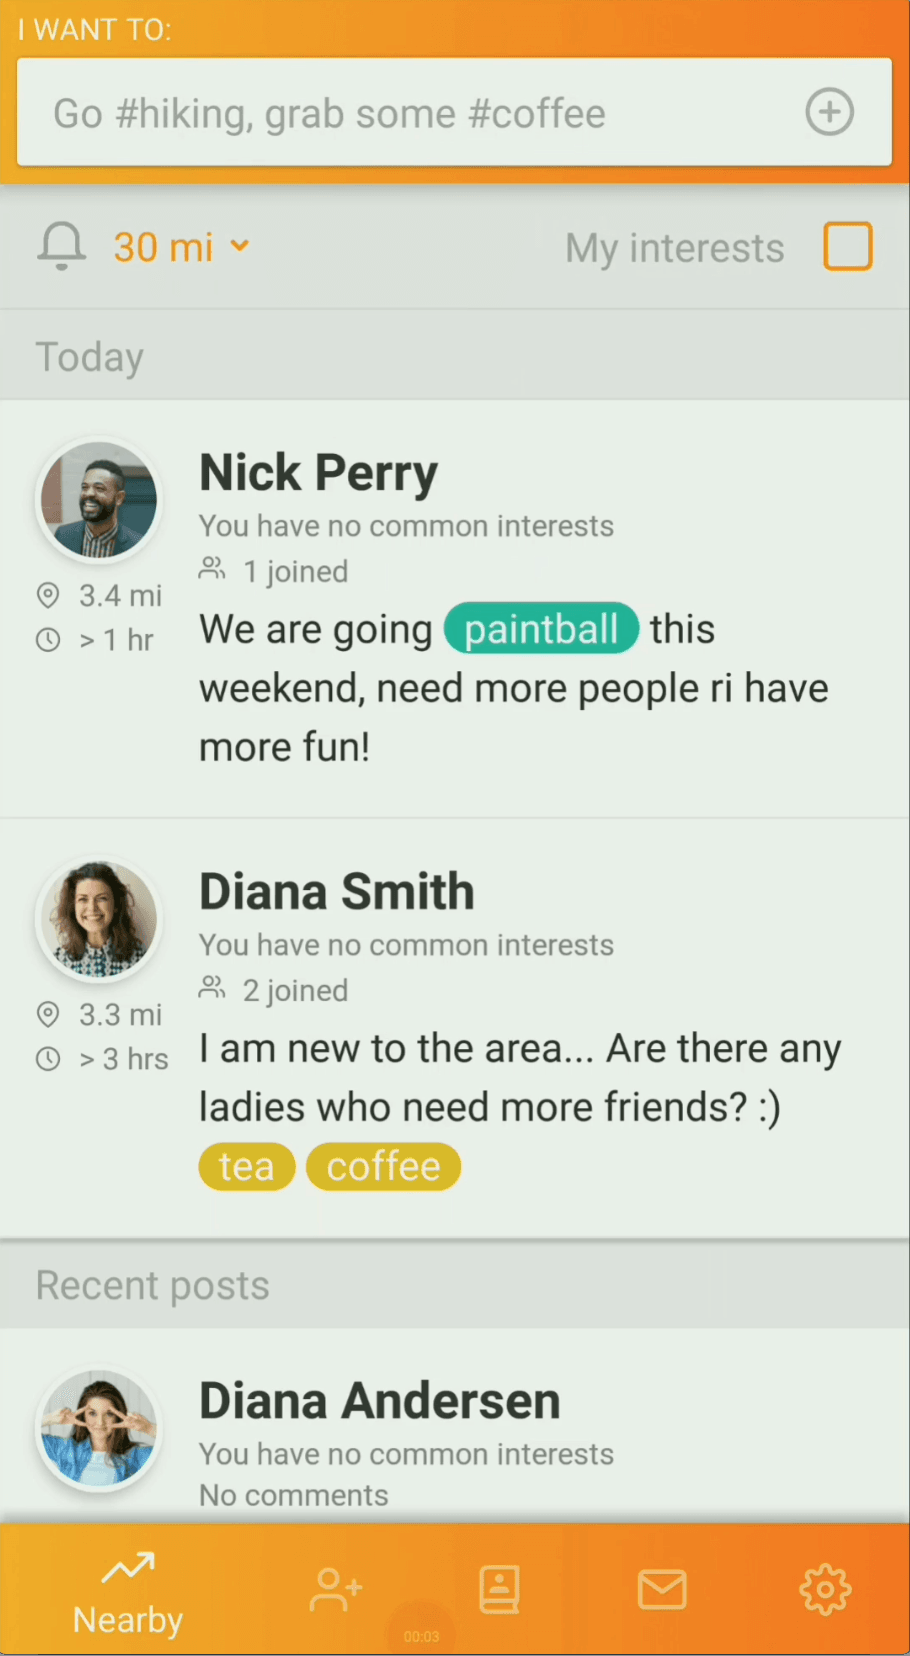 I WANT TO:
Go #hiking, grab some #coffee
30 mi
My interests
Today
Nick Perry
You have no common interests
1 joined
3.4 mi
> 1 hr
We are going paintball this
weekend, need more people ri have
more fun!
Diana Smith
You have no common interests
2 joined
3.3 mi
> 3 hrs
I am new to the area... Are there any
ladies who need more friends? :)
tea coffee
Recent posts
Diana Andersen
You have no common interests
No comments
Nearby
00:03